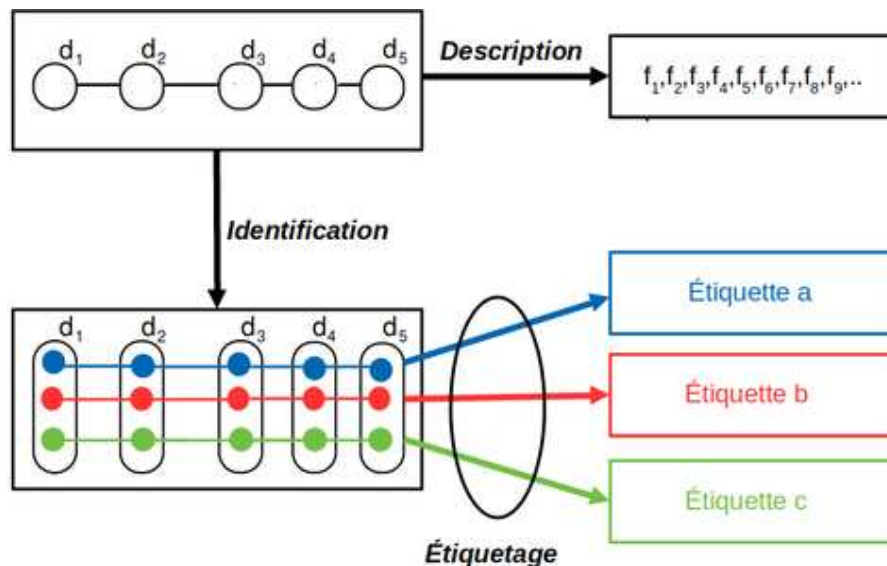 d1 d2 d3 d4 d5
Description
f1,f2,f3,f4,f5,f6,f7,f8,f9,..
Identification
d1 d2 d3 d4 d5
Étiquette a
Étiquette b
Étiquette c
Étiquetage